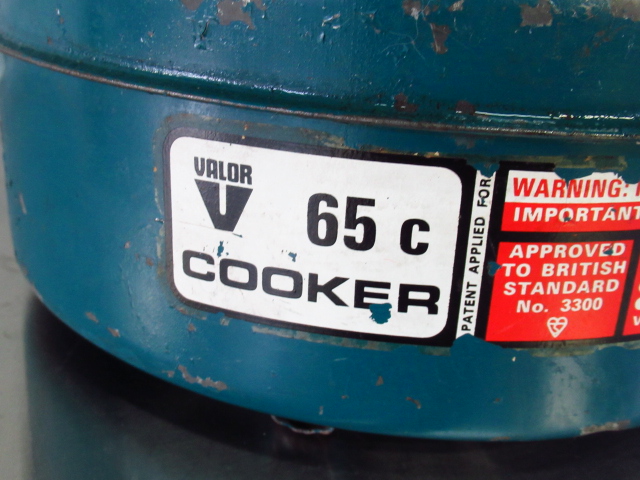 VALOR
65 c
COOKER
PATENT APPLIED FOR
WARNING:
IMPORTANT
APPROVED
TO BRITISH
STANDARD
No. 3300